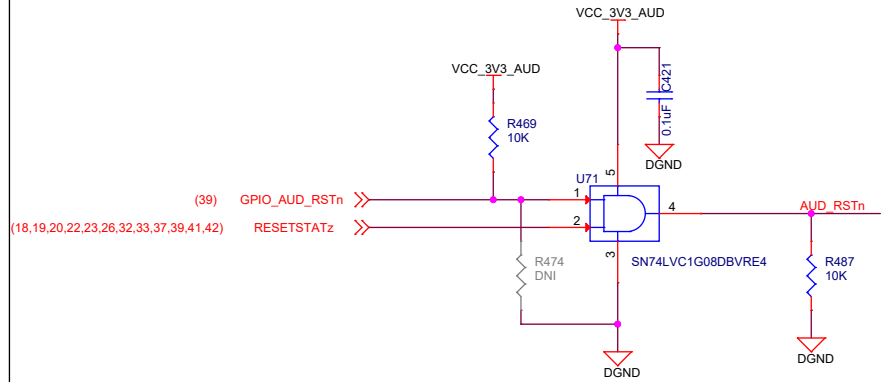 VCC_3V3_AUD
VCC_3V3_AUD
C421
0.1uF
R469
10K
DGND
U71
5
(39) GPIO_AUD_RSTn
1
4
AUD_RSTn
(18,19,20,22,23,26,32,33,37,39,41,42) RESETSTATz
2
3
SN74LVC1G08DBVRE4
R474
DNI
R487
10K
DGND
DGND